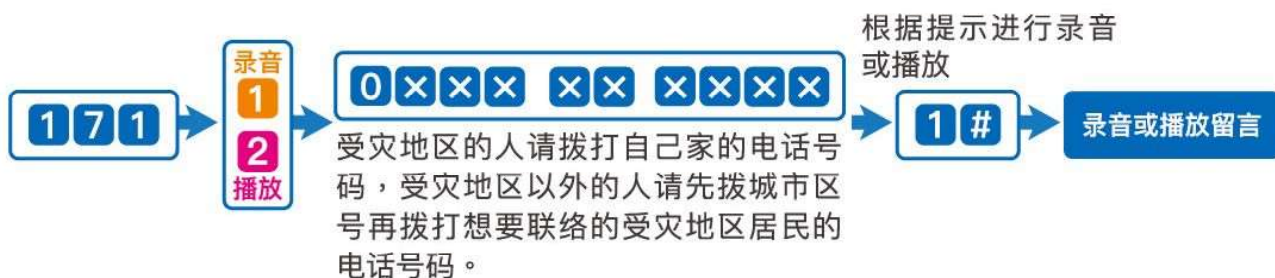 171
录音
1
2
播放
0××× ×× ××××
受灾地区的人请拨打自己家的电话号
码，受灾地区以外的人请先拨城市区
号再拨打想要联络的受灾地区居民的
电话号码。
根据提示进行录音
或播放
1#
录音或播放留言